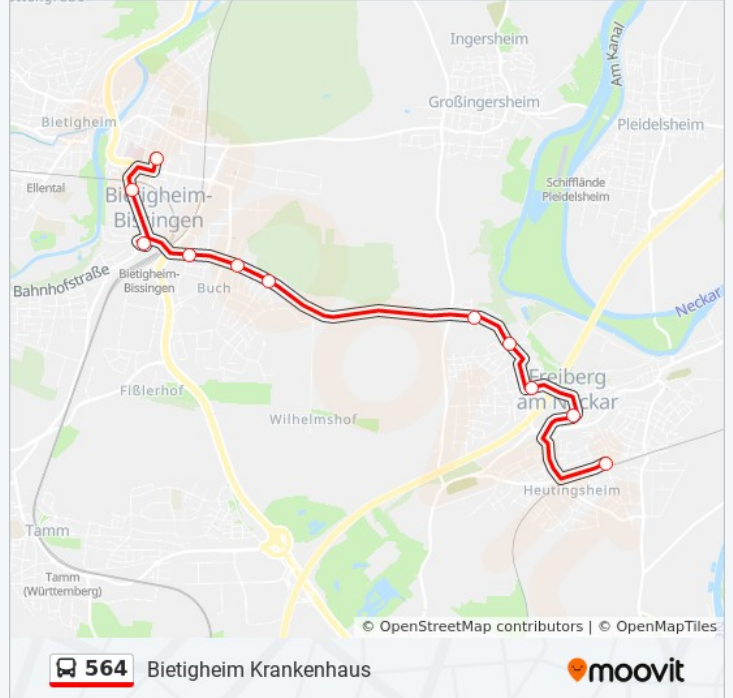 Ingersheim
Am Kanal
Großingersheim
Bietigheim
Pleidelsheim
Ellental
Schifflände
Pleidelsheim
Bietigheim-
Bissingen
Bahnhofstraße
Bietigheim-
Bissingen
Buch
Neckar
Freiberg
am Neckar
Fißlerhof
Wilhelmshof
Heutingsheim
Tamm
Tamm
(Württemberg)
© OpenStreetMap contributors | © OpenMapTiles
564 Bietigheim Krankenhaus
moovit